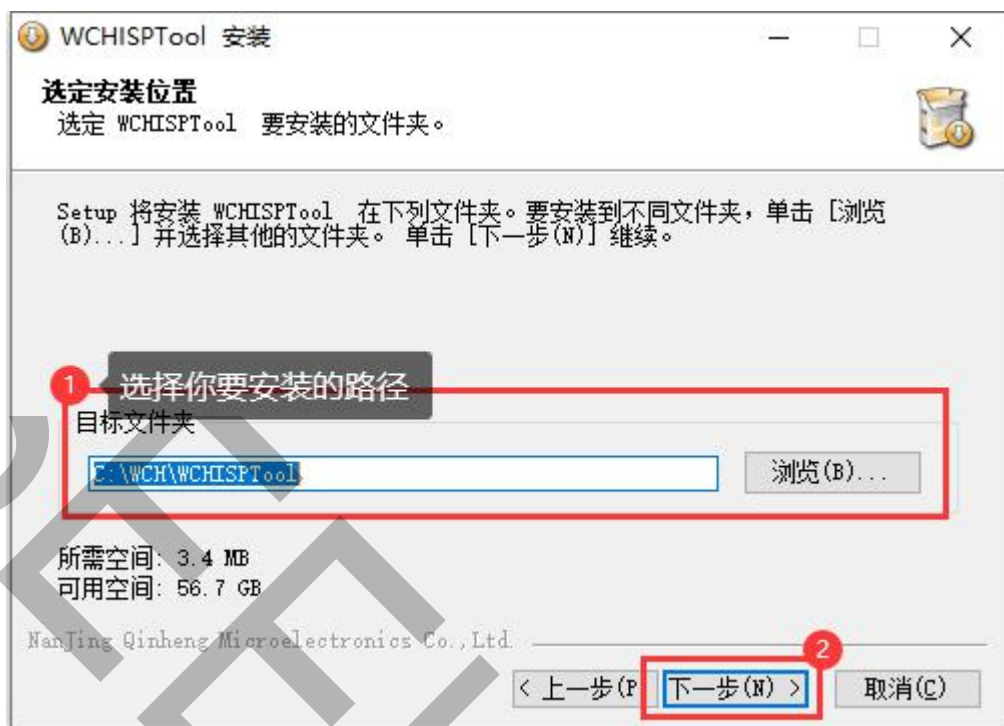 WCHISPTool 安装
选定安装位置
选定 WCHISPTool 要安装的文件夹。
Setup 将安装 WCHISPTool 在下列文件夹。要安装到不同文件夹,单击 [浏览
(B)...] 并选择其他的文件夹。 单击 [下一步(N)] 继续。
1 选择你要安装的路径
目标文件夹
C:\WCH\WCHISPTool
浏览(B)...
所需空间: 3.4 MB
可用空间: 56.7 GB
NanJing Qinheng Microelectronics Co.,Ltd.
2
< 上一步(P 下一步(N) > 取消(C)